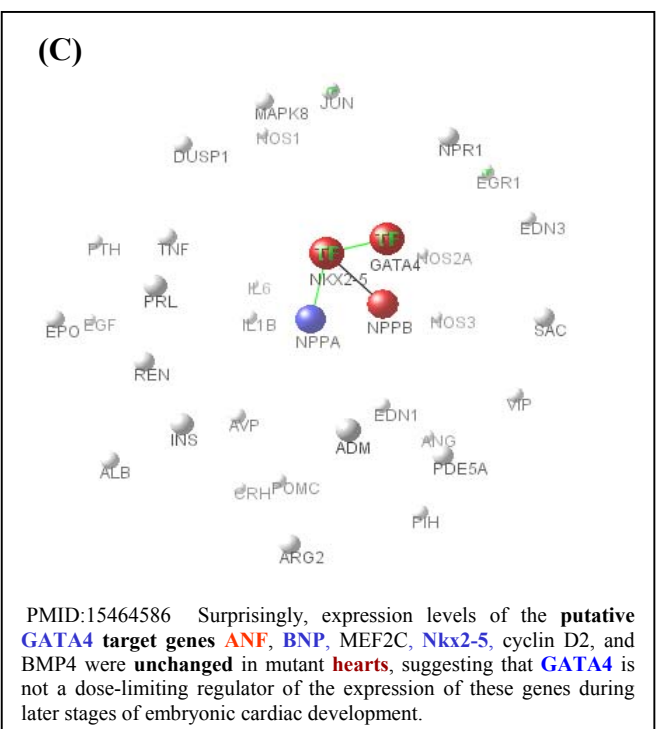 (C)
JUN
MAPK8
NOS1
DUSP1
NPR1
EGR1
EDN3
PTH
TNF
TF
TF
GATA4
NOS2A
NKX2-5
PRL
IL6
EPO
EGF
IL1B
NPPA
NPPB
NOS3
SAC
REN
VIP
AVP
EDN1
INS
ADM
ANG
PDE5A
ALB
CRH
POMC
PIH
ARG2
PMID:15464586 Surprisingly, expression levels of the putative
GATA4 target genes ANF, BNP, MEF2C, Nkx2-5, cyclin D2, and
BMP4 were unchanged in mutant hearts, suggesting that GATA4 is
not a dose-limiting regulator of the expression of these genes during
later stages of embryonic cardiac development.